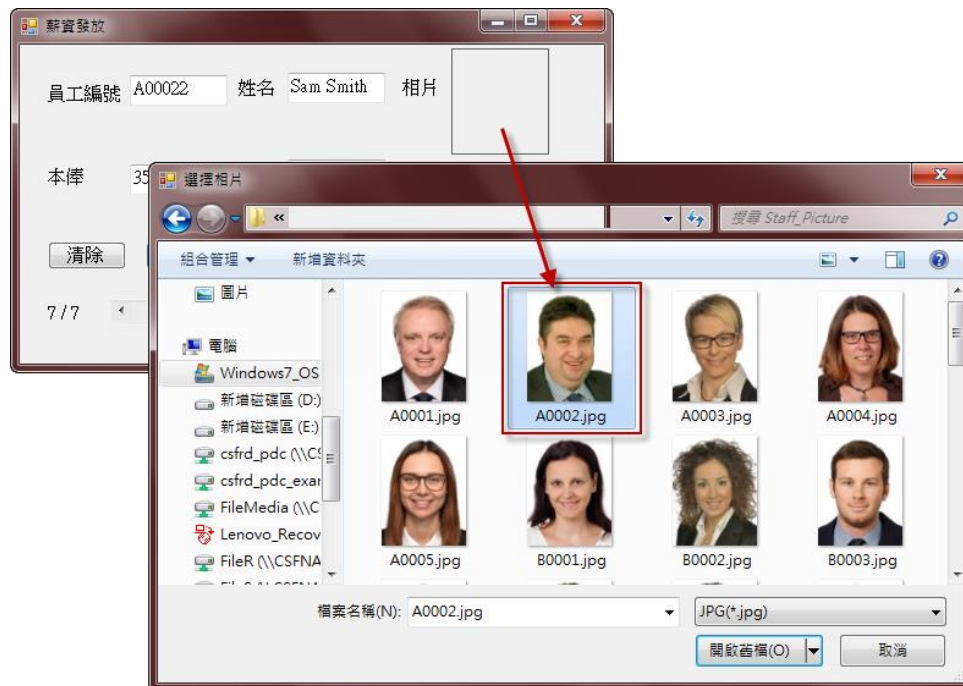 薪資發放
員工編號 A00022 姓名 Sam Smith 相片
本俸 35
清除
7/7
選擇相片
«
搜尋 Staff_Picture
組合管理 新增資料夾
圖片
電腦
Windows7_OS
新增磁碟區 (D:)
新增磁碟區 (E:)
csfrd_pdc (\\CS
csfrd_pdc_exar
FileMedia (\\C
Lenovo_Recov
FileR (\\CSFNA
A0001.jpg A0002.jpg A0003.jpg A0004.jpg
A0005.jpg B0001.jpg B0002.jpg B0003.jpg
檔案名稱(N): A0002.jpg JPG(*.jpg)
開啟舊檔(O) 取消